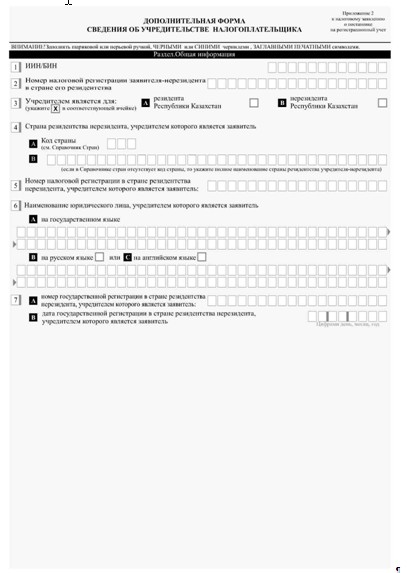 Приложение 2
к налоговому заявлению
о постановке
на регистрационный учет
ДОПОЛНИТЕЛЬНАЯ ФОРМА
СВЕДЕНИЯ ОБ УЧРЕДИТЕЛЬСТВЕ НАЛОГОПЛАТЕЛЬЩИКА
ВНИМАНИЕ! Заполнять шариковой или перьевой ручкой, ЧЕРНЫМИ или СИНИМИ чернилами , ЗАГЛАВНЫМИ ПЕЧАТНЫМИ символами.
Раздел.Общая информация
1 ИИН/БИН
2 Номер налоговой регистрации заявителя-нерезидента
в стране его резидентства
3 Учредителем является для:
(укажите X в соответствующей ячейке)
A резидента
Республики Казахстан
B нерезидента
Республики Казахстан
4 Страна резидентства нерезидента, учредителем которого является заявитель
A Код страны
(см. Справочник Стран)
B
(если в Справочнике стран отсутствует код страны, то укажите полное наименование страны резидентства учредителя-нерезидента)
5 Номер налоговой регистрации в стране резидентства
нерезидента, учредителем которого является заявитель:
6 Наименование юридического лица, учредителем которого является заявитель
A на государственном языке
B на русском языке или C на английском языке
7 A номер государственной регистрации в стране резидентства
нерезидента, учредителем которого является заявитель:
B дата государственной регистрации в стране резидентства нерезидента,
учредителем которого является заявитель
Цифрами день, месяц, год